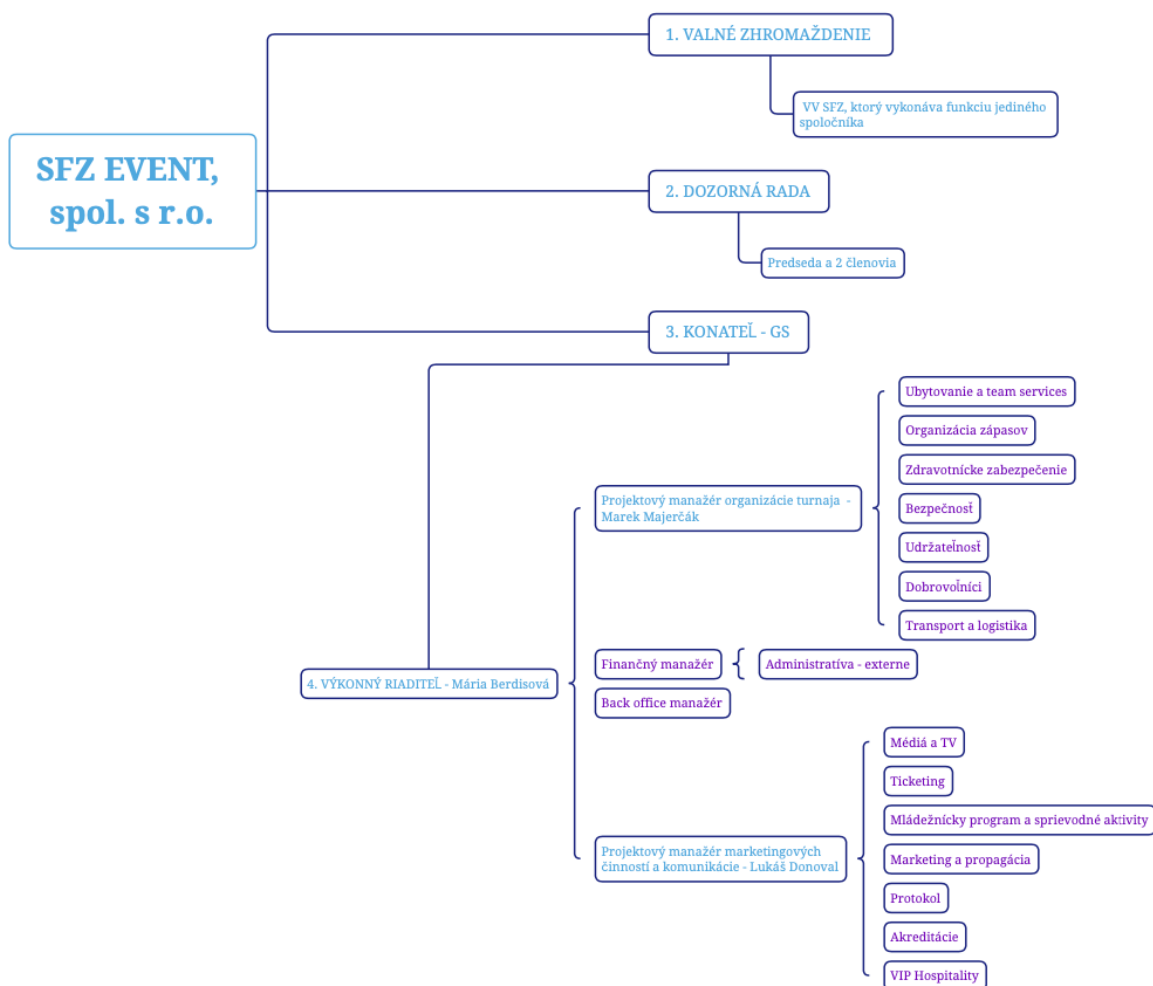 1. VALNÉ ZHROMAŽDENIE
VV SFZ, ktorý vykonáva funkciu jediného
spoločníka
SFZ EVENT,
spol. s r.o.
2. DOZORNÁ RADA
Predseda a 2 členovia
3. KONATEĽ - GS
4. VÝKONNÝ RIADITEĽ - Mária Berdisová
Projektový manažér organizácie turnaja -
Marek Majerčák
Ubytovanie a team services
Organizácia zápasov
Zdravotnícke zabezpečenie
Bezpečnosť
Udržateľnosť
Dobrovoľníci
Transport a logistika
Finančný manažér
Administratíva - externe
Back office manažér
Projektový manažér marketingových
činností a komunikácie - Lukáš Donoval
Médiá a TV
Ticketing
Mládežnícky program a sprievodné aktivity
Marketing a propagácia
Protokol
Akreditácie
VIP Hospitality